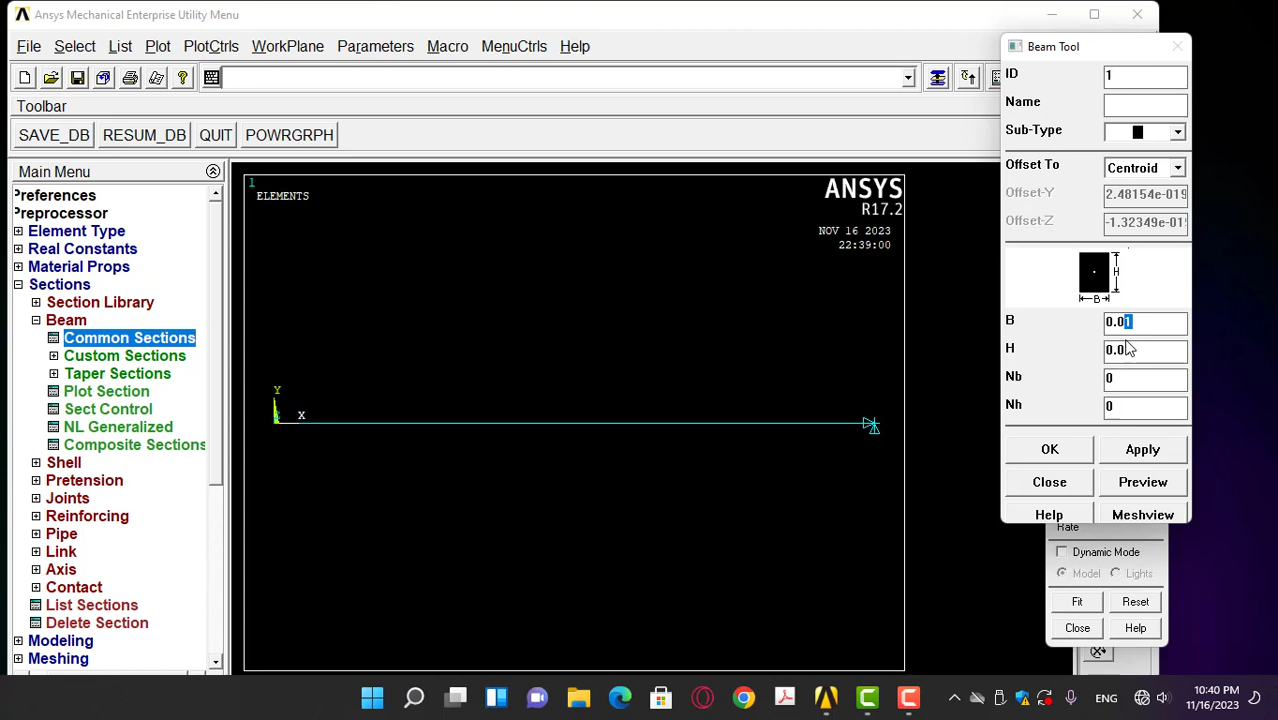 Ansys Mechanical Enterprise Utility Menu
File Select List Plot PlotCtrls WorkPlane Parameters Macro MenuCtrls Help
Toolbar
SAVE_DB RESUM_DB QUIT POWRGRPH
Main Menu
Preferences
Preprocessor
Element Type
Real Constants
Material Props
Sections
Section Library
Beam
Common Sections
Custom Sections
Taper Sections
Plot Section
Sect Control
NL Generalized
Composite Sections
Shell
Pretension
Joints
Reinforcing
Pipe
Link
Axis
Contact
List Sections
Delete Section
Modeling
Meshing
1
ELEMENTS
ANSYS
R17.2
NOV 16 2023
22:39:00
Y
X
Beam Tool
ID 1
Name
Sub-Type
Offset To Centroid
Offset-Y 2.48154e-019
Offset-Z
H
B
B 0.01
H
Nb 0
Nh 0
OK Apply
Close Preview
Help Meshview
Rate
Dynamic Mode
Model Lights
Fit Reset
Close Help
ENG
10:40 PM
11/16/2023